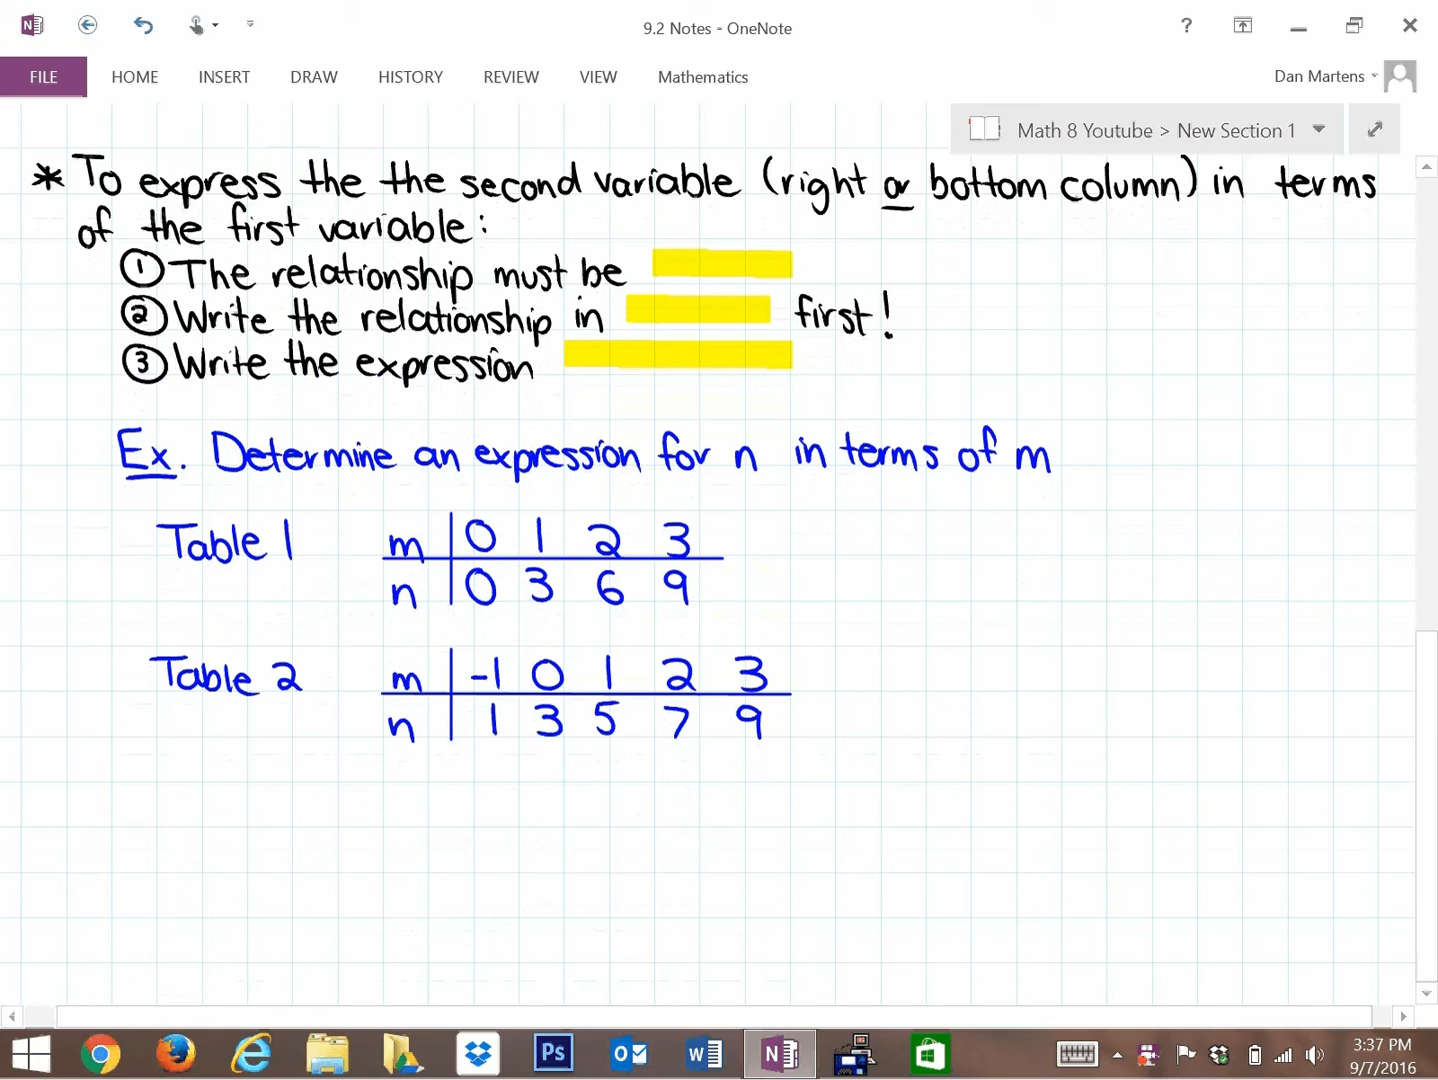 9.2 Notes - OneNote
?
FILE HOME INSERT DRAW HISTORY REVIEW VIEW Mathematics
Dan Martens
Math 8 Youtube > New Section 1
* To express the the second variable (right or bottom column) in terms
of the first variable:
① The relationship must be
② Write the relationship in first!
③ Write the expression
Ex. Determine an expression for n in terms of m
Table 1 m | 0 1 2 3
n | 0 3 6 9
Table 2 m | -1 0 1 2 3
n | 1 3 5 7 9
3:37 PM
9/7/2016